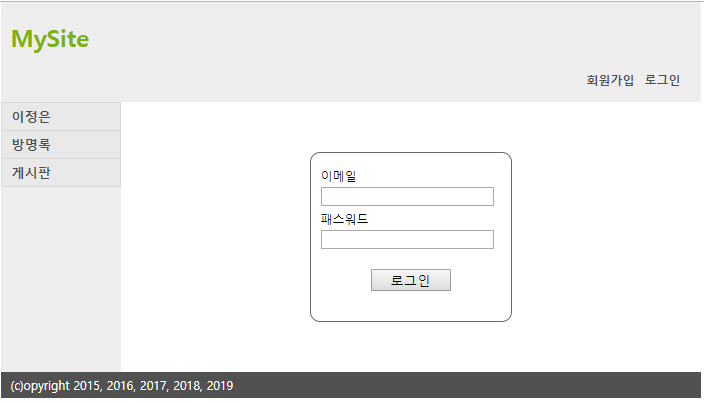 MySite
회원가입 로그인
이정은
방명록
게시판
이메일
패스워드
로그인
(c)opyright 2015, 2016, 2017, 2018, 2019